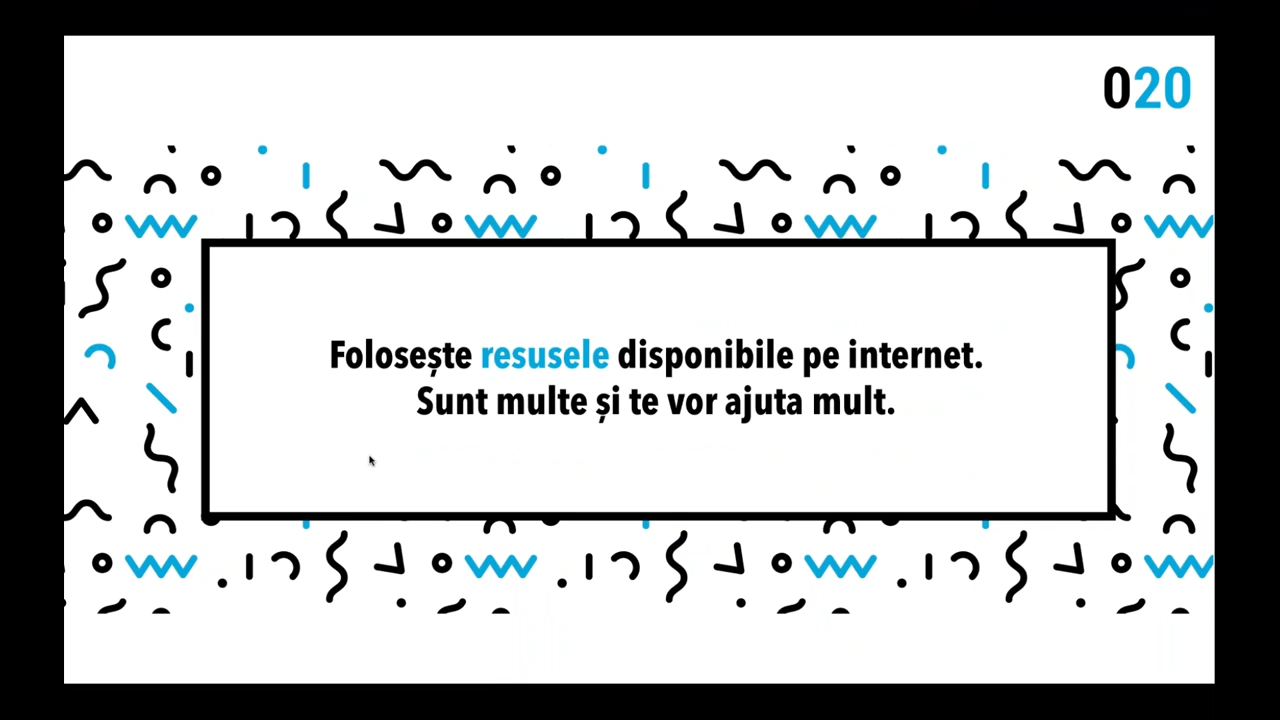 020
Folosește resusele disponibile pe internet.
Sunt multe și te vor ajuta mult.